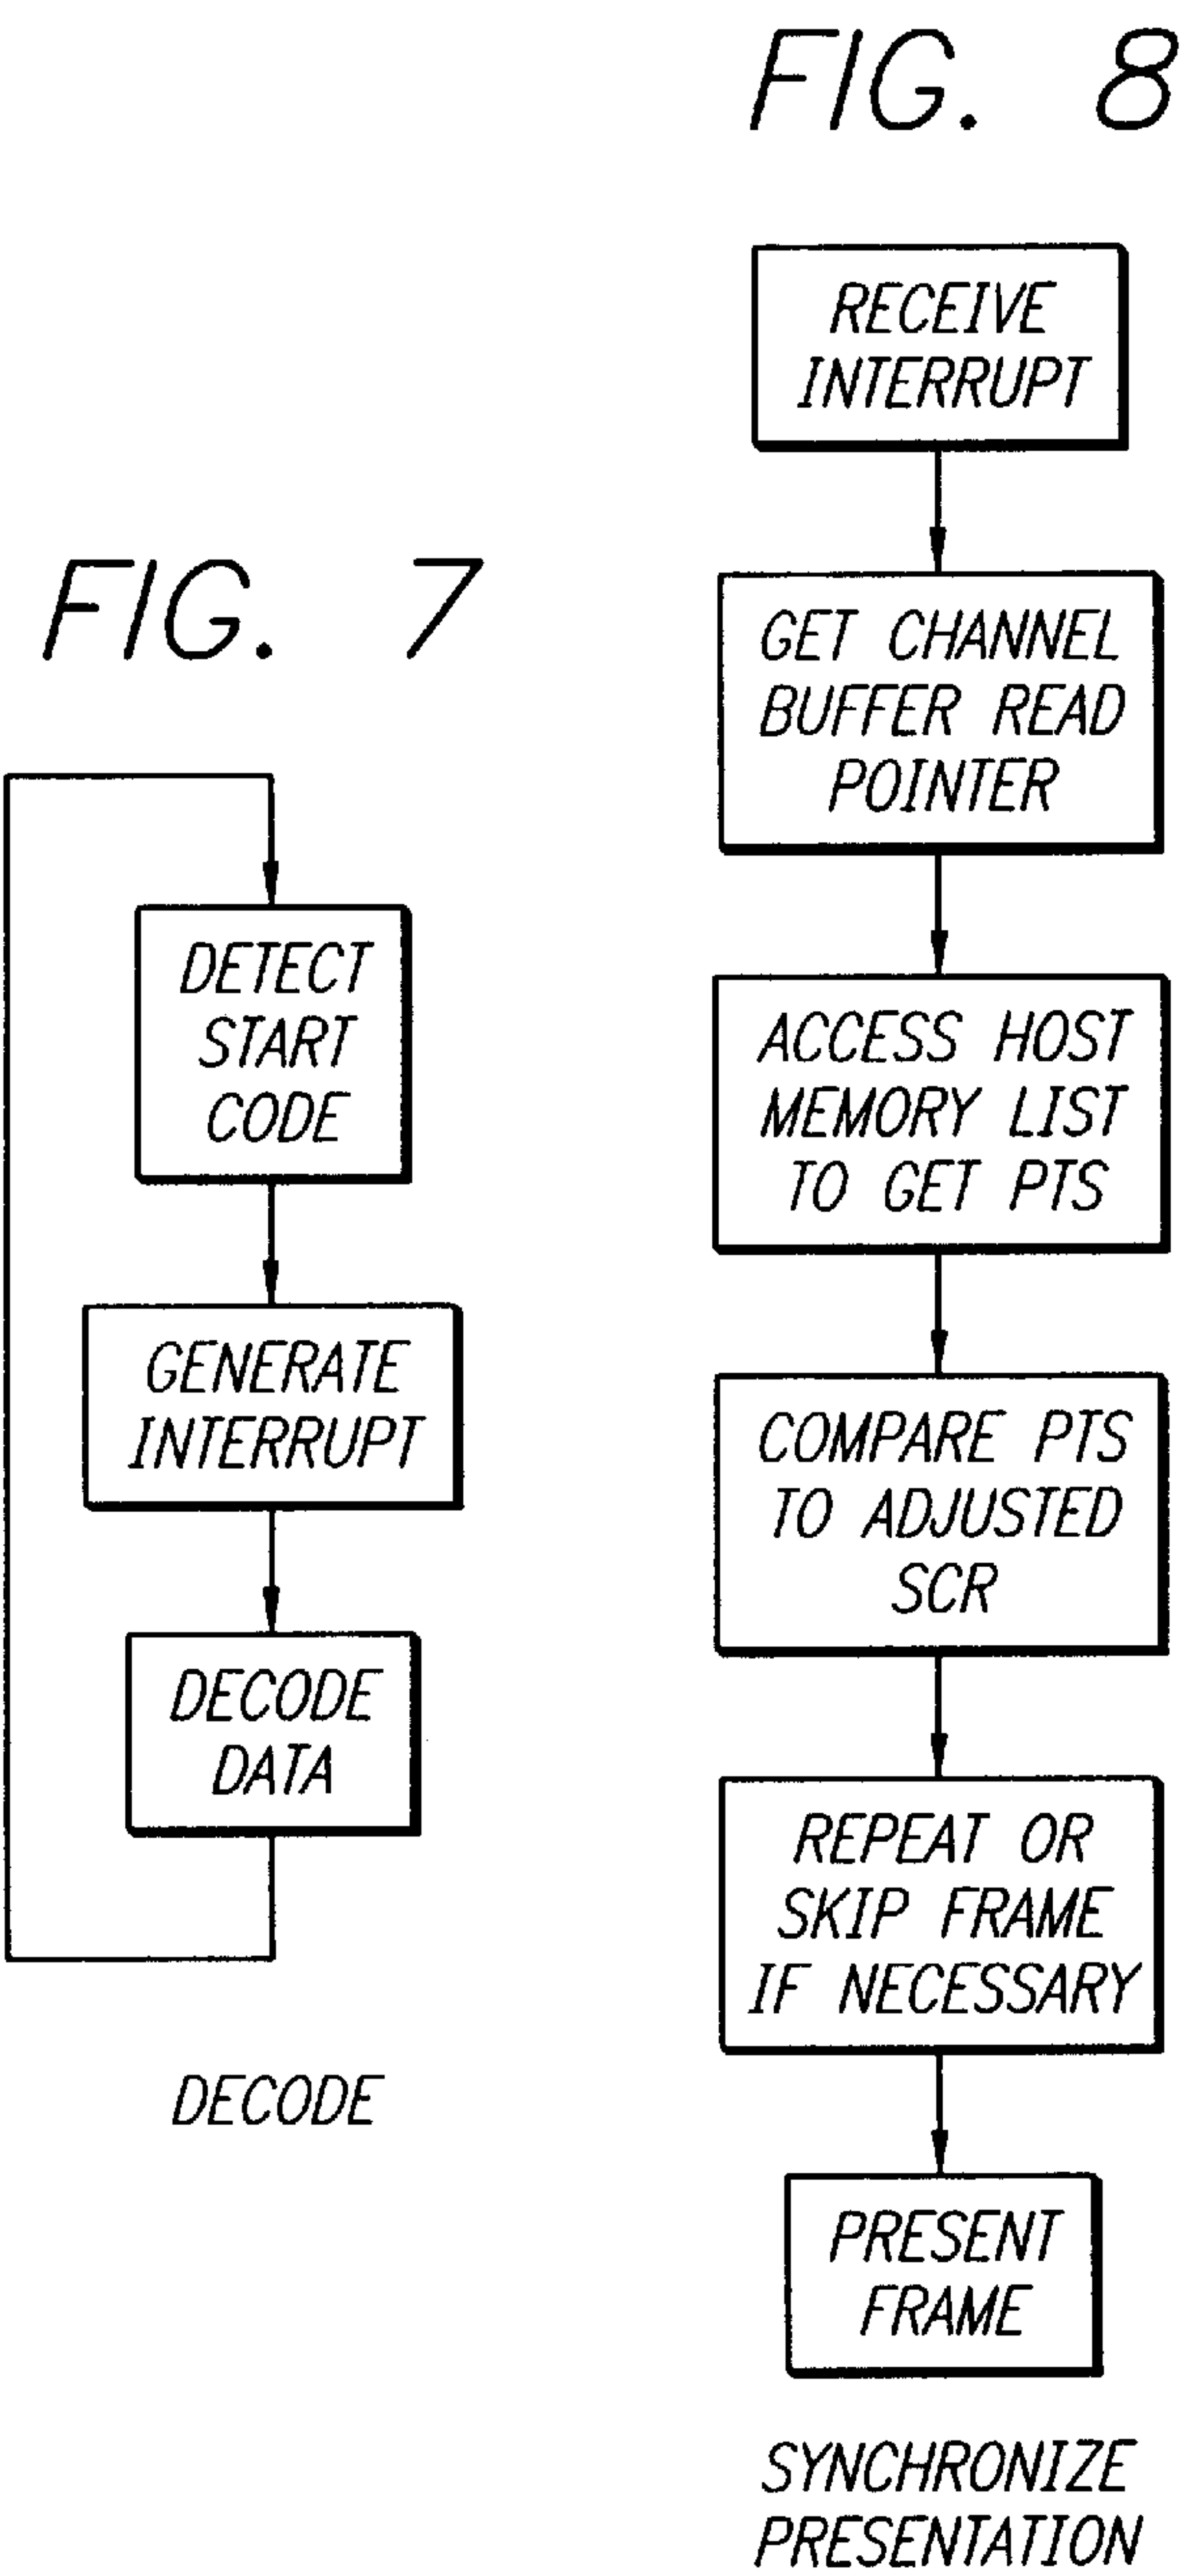 FIG. 7
DETECT
START
CODE
GENERATE
INTERRUPT
DECODE
DATA
DECODE
FIG. 8
RECEIVE
INTERRUPT
GET CHANNEL
BUFFER READ
POINTER
ACCESS HOST
MEMORY LIST
TO GET PTS
COMPARE PTS
TO ADJUSTED
SCR
REPEAT OR
SKIP FRAME
IF NECESSARY
PRESENT
FRAME
SYNCHRONIZE
PRESENTATION